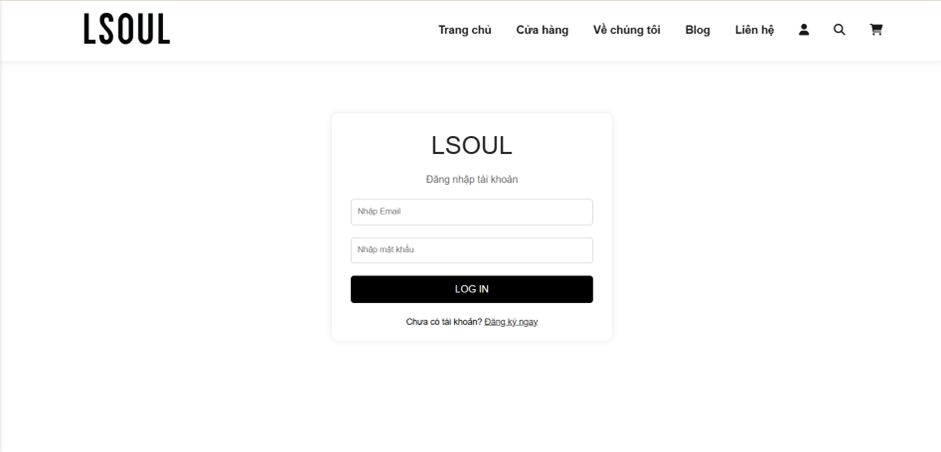 LSOUL
Trang chủ Cửa hàng Về chúng tôi Blog Liên hệ
LSOUL
Đăng nhập tài khoản
Nhập Email
Nhập mật khẩu
LOG IN
Chưa có tài khoản? Đăng ký ngay